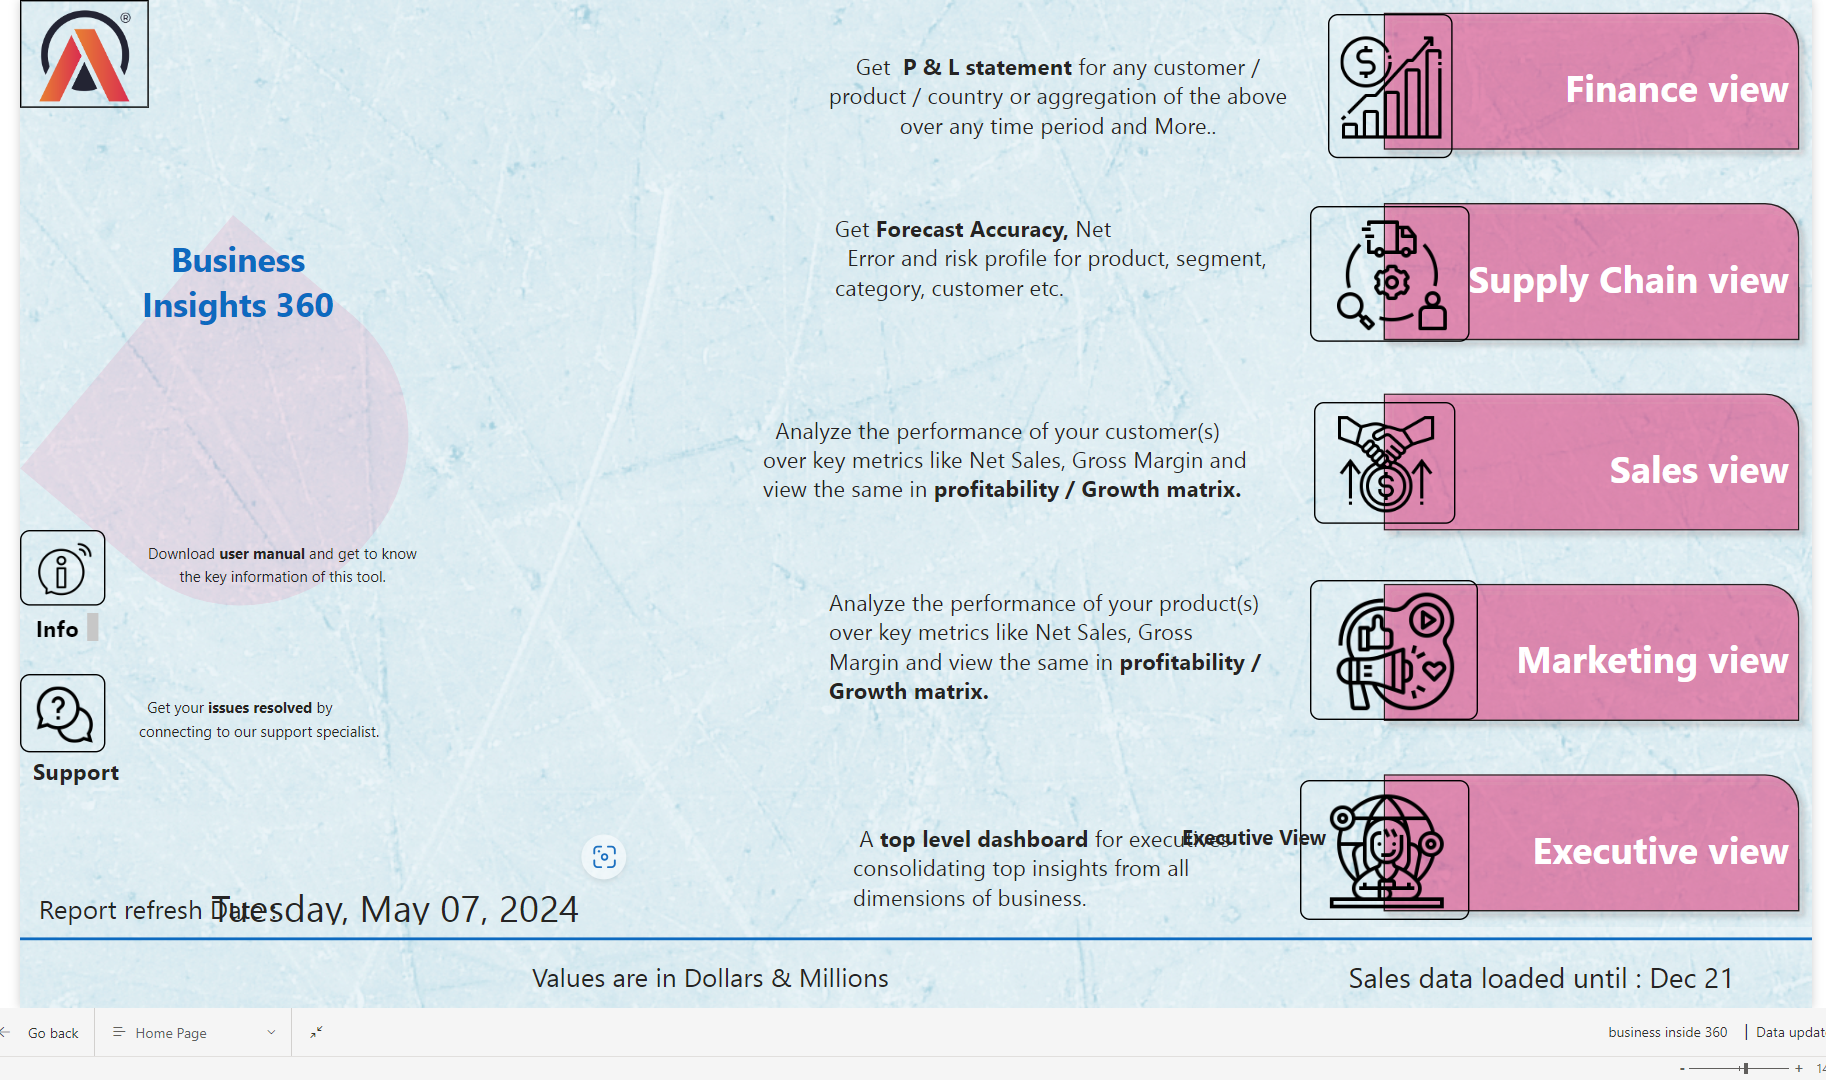 ®
Business
Insights 360
Info
Download user manual and get to know
the key information of this tool.
Support
Get your issues resolved by
connecting to our support specialist.
Report refresh Date :
Tuesday, May 07, 2024
Get  P & L statement for any customer /
product / country or aggregation of the above
over any time period and More..
Finance view
Get Forecast Accuracy, Net
Error and risk profile for product, segment,
category, customer etc.
Supply Chain view
Analyze the performance of your customer(s)
over key metrics like Net Sales, Gross Margin and
view the same in profitability / Growth matrix.
Sales view
Analyze the performance of your product(s)
over key metrics like Net Sales, Gross
Margin and view the same in profitability /
Growth matrix.
Marketing view
A top level dashboard for executives
consolidating top insights from all
dimensions of business.
Executive View
Executive view
Values are in Dollars & Millions
Sales data loaded until : Dec 21
Go back
Home Page
business inside 360 | Data updat
- +